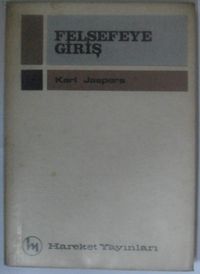 FELSEFEYE
GİRİŞ
Karl Jaspers
Hareket Yayınları